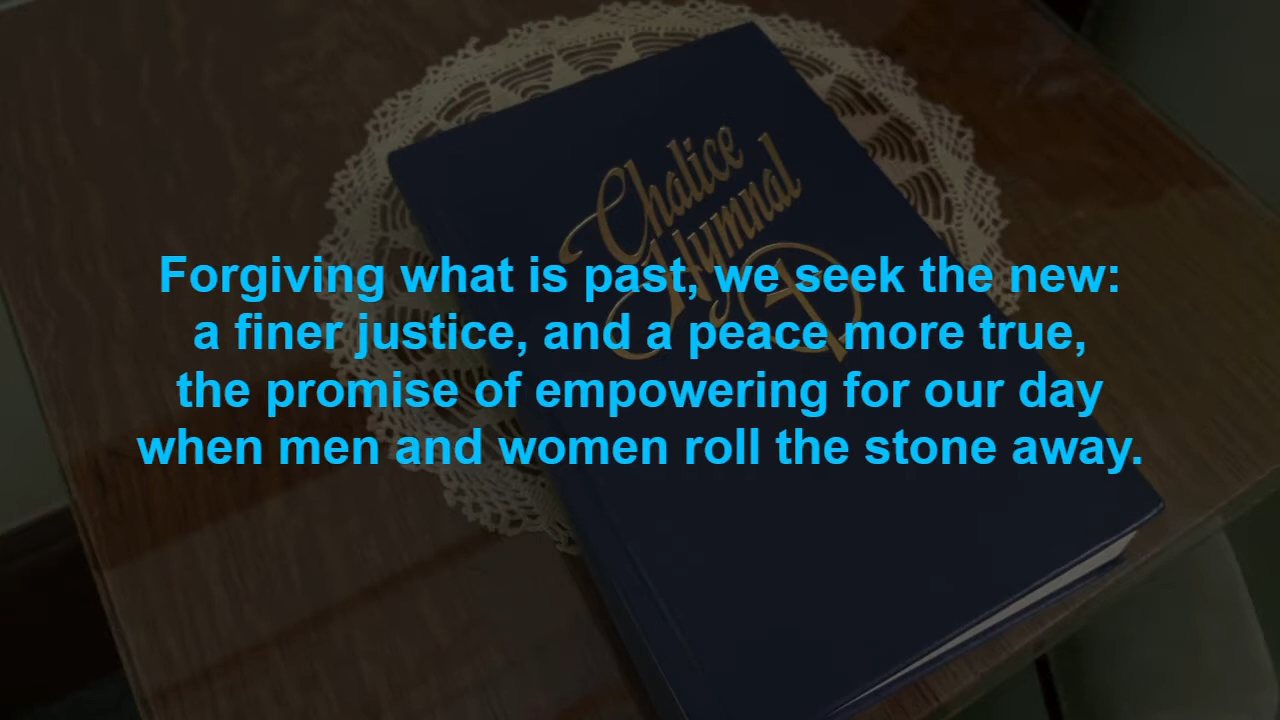 Chalice
Hymnal
Forgiving what is past, we seek the new:
a finer justice, and a peace more true,
the promise of empowering for our day
when men and women roll the stone away.